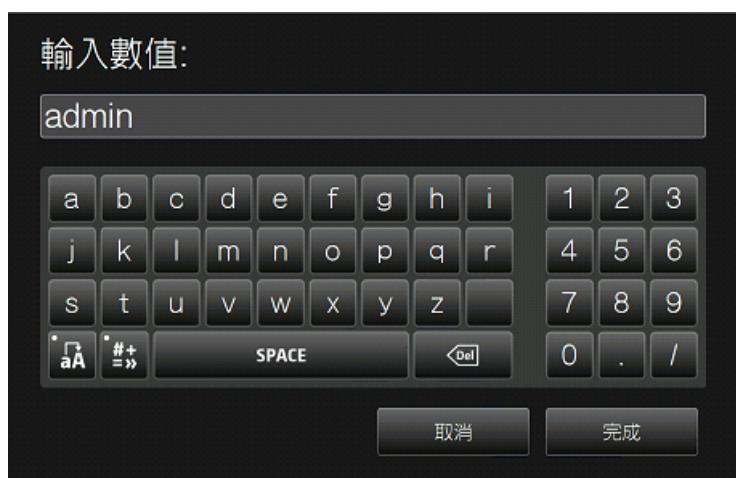 輸入數值:
admin
a b c d e f g h i 1 2 3
j k l m n o p q r 4 5 6
s t u v w x y z 7 8 9
aA #+=» SPACE Del 0 . /
取消 完成